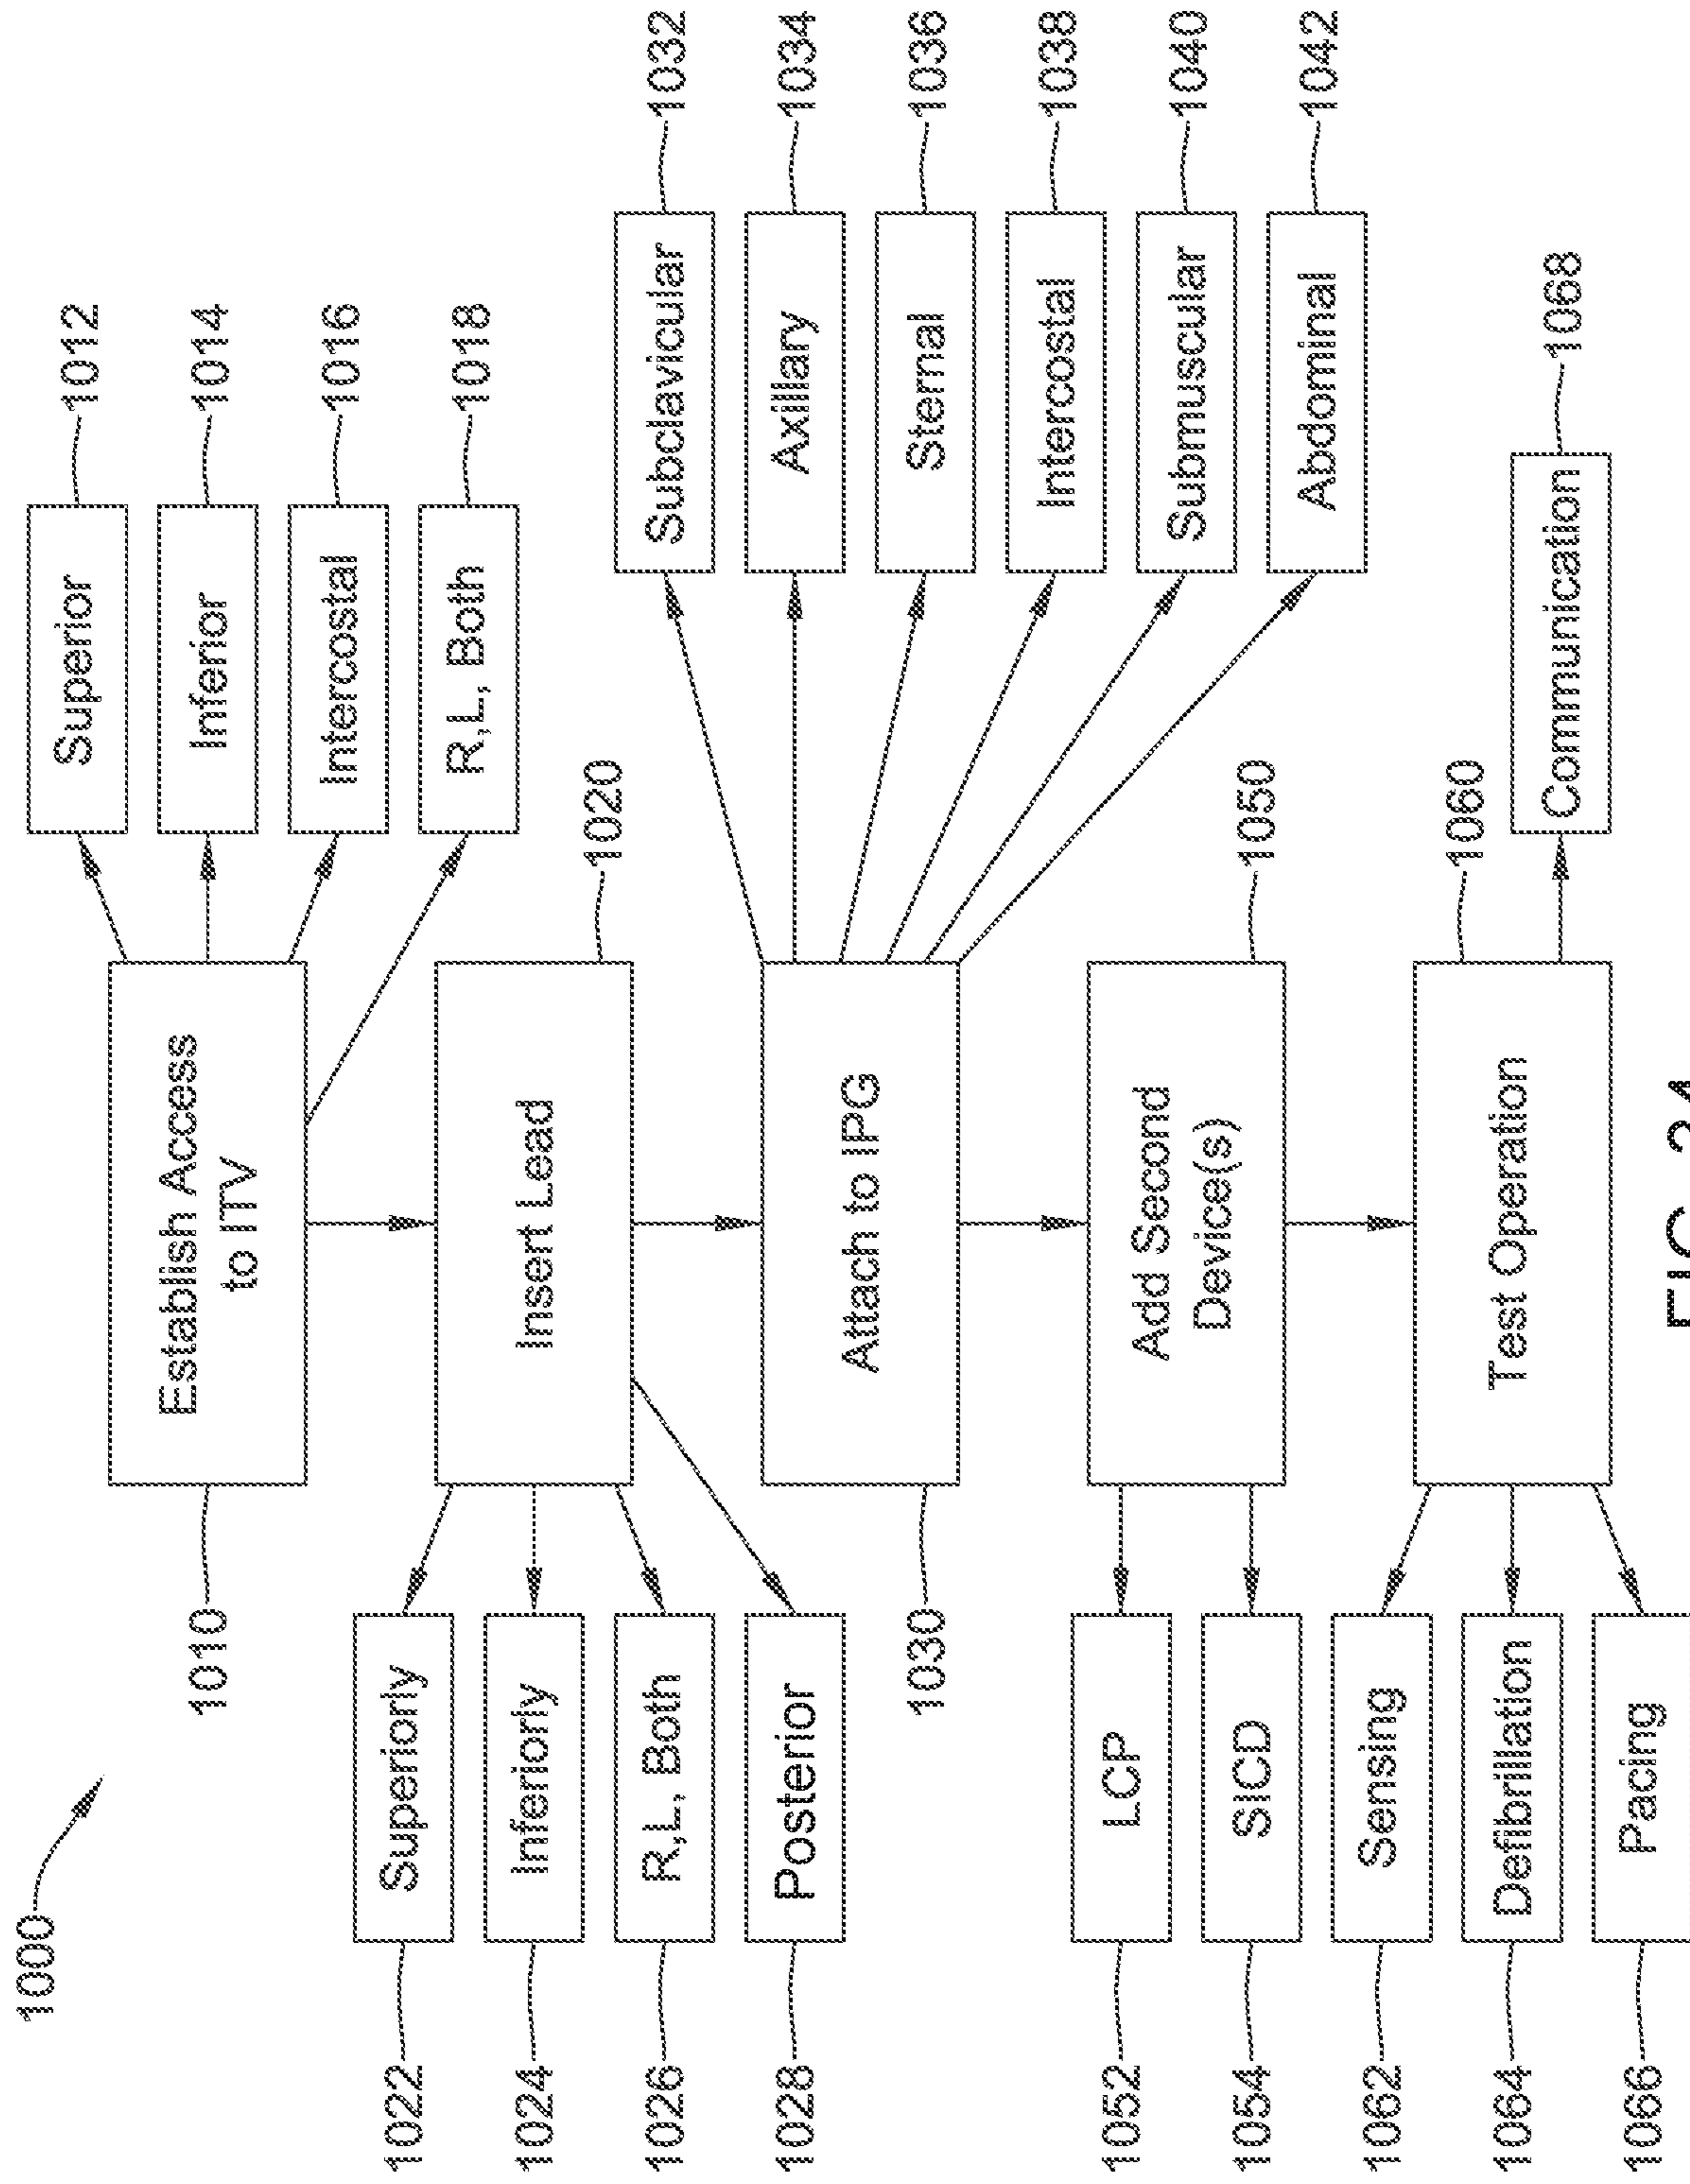 1000
Superior
1012
1010
Establish Access
to ITV
Inferior
1014
Intercostal
1016
R,L, Both
1018
1022
Superiorly
1024
Inferiorly
Insert Lead
1020
1026
R,L, Both
1028
Posterior
Subclavicular
1032
Axillary
1034
Attach to IPG
1030
Sternal
1036
Intercostal
1038
Submuscular
1040
Abdominal
1042
1052
LCP
1054
SICD
Add Second
Device(s)
1050
1062
Sensing
1064
Defibrillation
1066
Pacing
Test Operation
1060
Communication
1068
FIG.